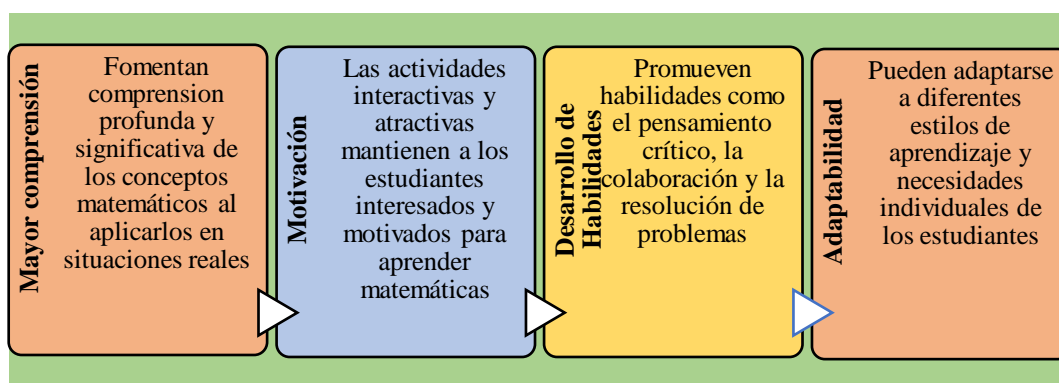 Mayor comprensión
Fomentan
comprension
profunda y
significativa de
los conceptos
matemáticos al
aplicarlos en
situaciones reales
Motivación
Las actividades
interactivas y
atractivas
mantienen a los
estudiantes
interesados y
motivados para
aprender
matemáticas
Desarrollo de
Habilidades
Promueven
habilidades como
el pensamiento
crítico, la
colaboración y la
resolución de
problemas
Adaptabilidad
Pueden adaptarse
a diferentes
estilos de
aprendizaje y
necesidades
individuales de
los estudiantes